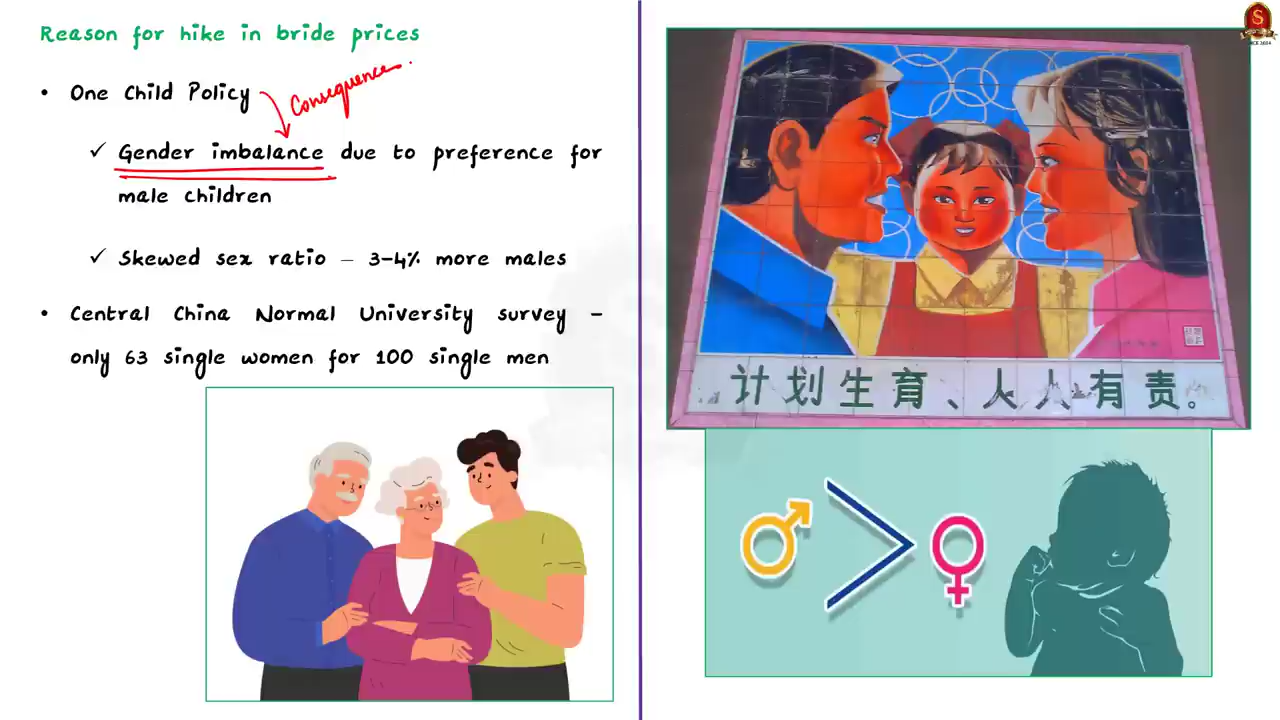 Reason for hike in bride prices
• One Child Policy
Consequence
✓ Gender imbalance due to preference for
male children
✓ Skewed sex ratio – 3-4% more males
• Central China Normal University survey –
only 63 single women for 100 single men
计划生育、人人有责。